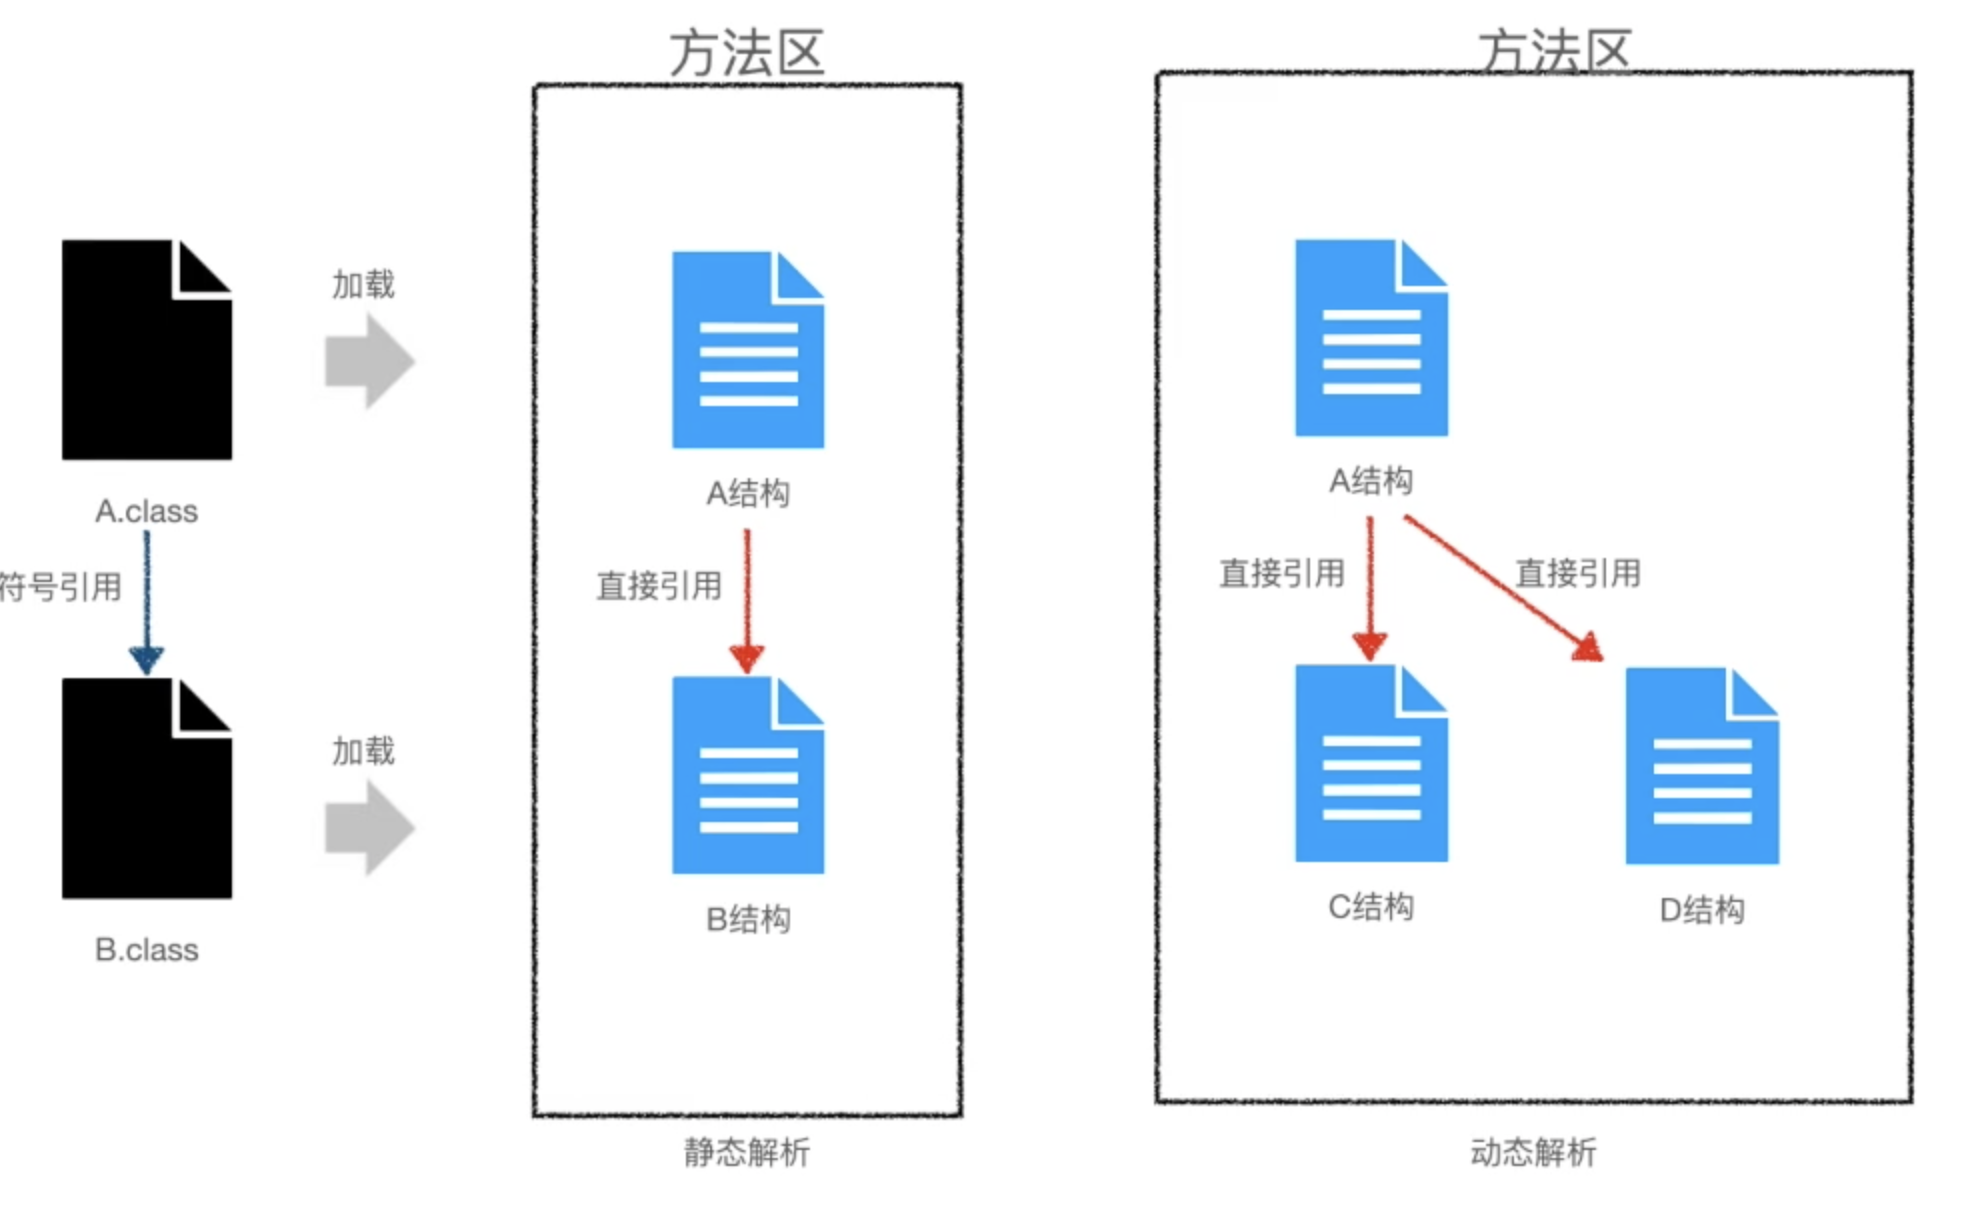 方法区
方法区
加载
A.class
符号引用
加载
B.class
A结构
直接引用
B结构
静态解析
A结构
直接引用
直接引用
C结构
D结构
动态解析